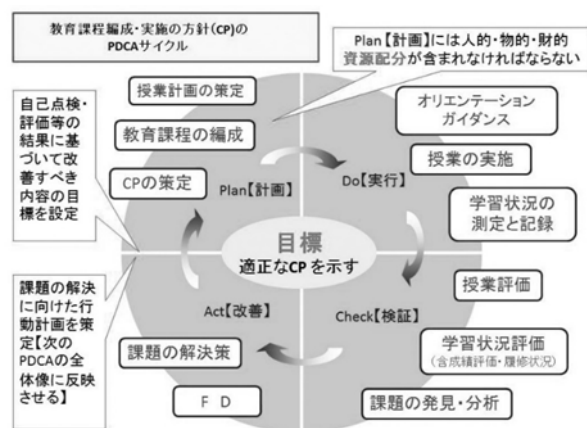 教育課程編成・実施の方針(CP)の
PDCAサイクル
Plan【計画】には人的・物的・財的
資源配分が含まれなければならない
授業計画の策定
教育課程の編成
CPの策定
Plan【計画】
自己点検・
評価等の
結果に基
づいて改
善すべき
内容の目
標を設定
オリエンテーション
ガイダンス
授業の実施
Do【実行】
学習状況の
測定と記録
目標
適正なCPを示す
課題の解決
に向けた行
動計画を策
定【次の
PDCAの全
体像に反映
させる】
Act【改善】
課題の解決策
F D
Check【検証】
授業評価
学習状況評価
(含成績評価・履修状況)
課題の発見・分析